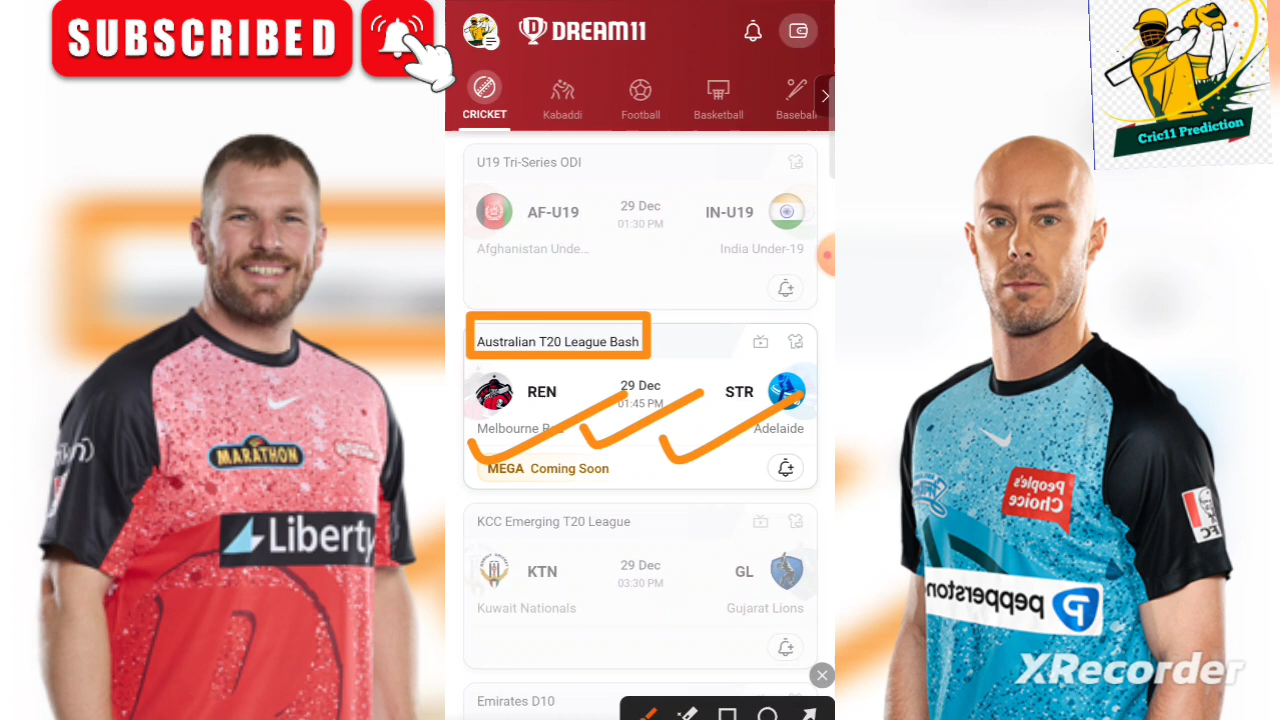 SUBSCRIBED
DREAM11
CRICKET
Kabaddi
Football
Basketball
Baseball
Cric11 Prediction
U19 Tri-Series ODI
AF-U19
29 Dec
01:30 PM
IN-U19
Afghanistan Unde...
India Under-19
Australian T20 League Bash
REN
29 Dec
01:45 PM
STR
Melbourne
Adelaide
MEGA Coming Soon
KCC Emerging T20 League
KTN
29 Dec
03:30 PM
GL
Kuwait Nationals
Gujarat Lions
Emirates D10
MARATHON
Liberty
People's
Choice
KFC
pepperston
XRecorder